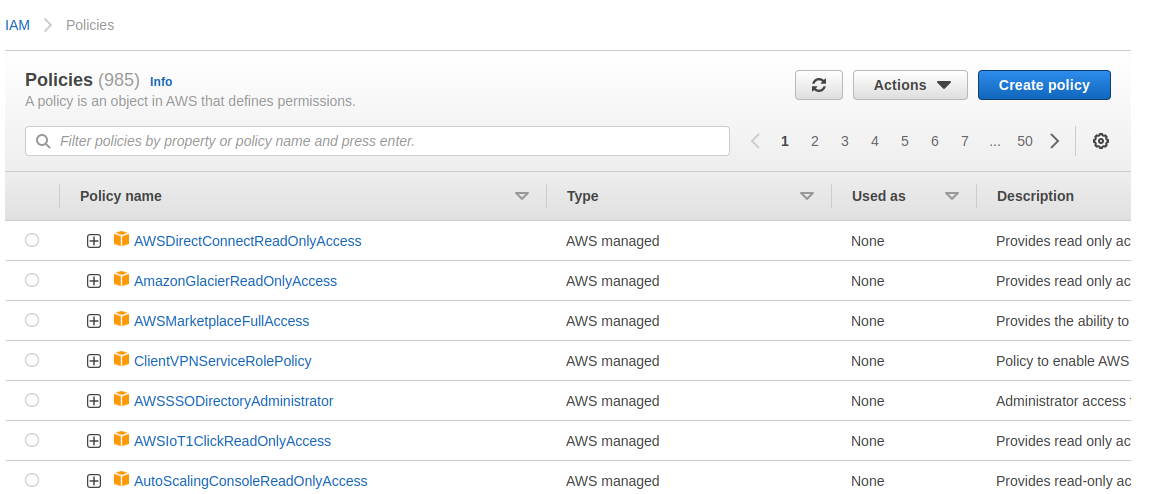 IAM Policies
Policies (985) Info
A policy is an object in AWS that defines permissions.
Actions
Create policy
Filter policies by property or policy name and press enter.
1 2 3 4 5 6 7 ... 50
Policy name Type Used as Description
AWSDirectConnectReadOnlyAccess AWS managed None Provides read only ac
AmazonGlacierReadOnlyAccess AWS managed None Provides read only ac
AWSMarketplaceFullAccess AWS managed None Provides the ability to
ClientVPNServiceRolePolicy AWS managed None Policy to enable AWS
AWSSSODirectoryAdministrator AWS managed None Administrator access
AWSIoT1ClickReadOnlyAccess AWS managed None Provides read only ac
AutoScalingConsoleReadOnlyAccess AWS managed None Provides read-only ac